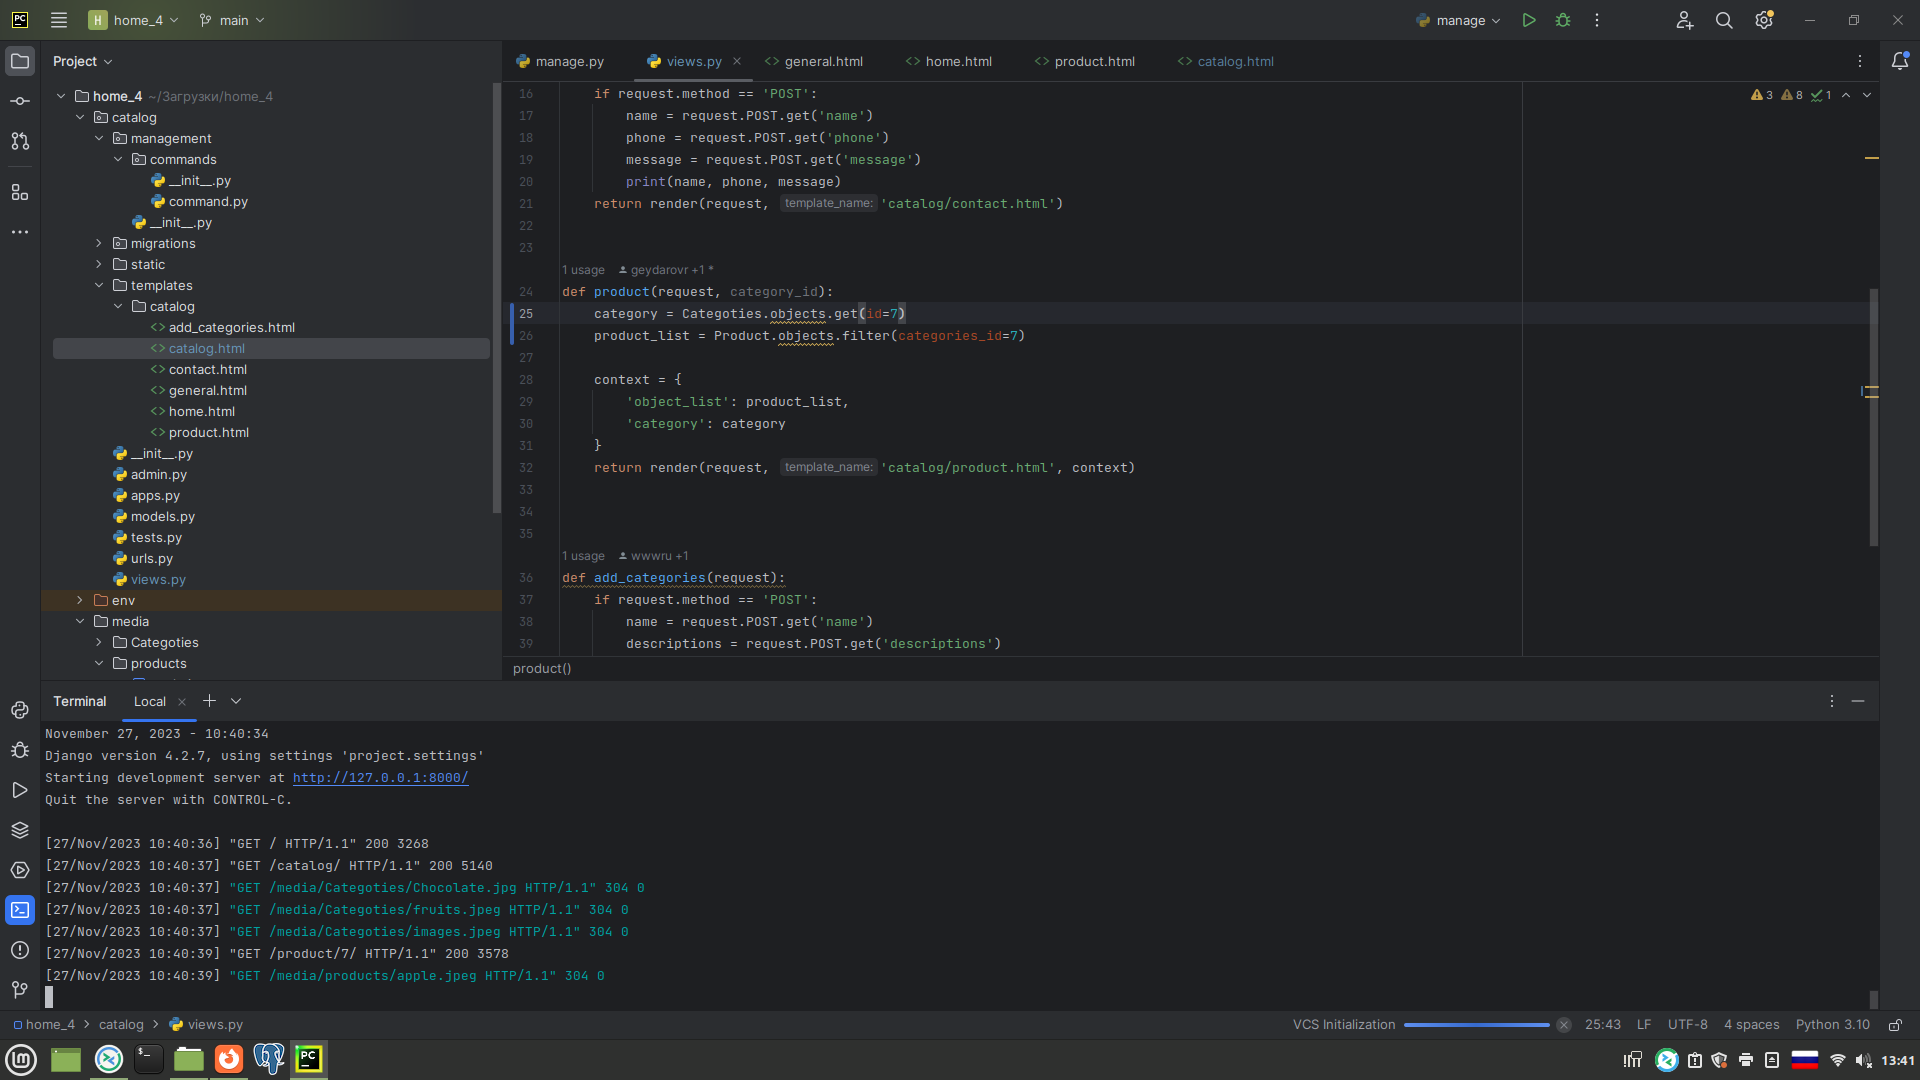 PC
H
home_4
main
manage
Project
manage.py
views.py
general.html
home.html
product.html
catalog.html
home_4 ~/Загрузки/home_4
catalog
management
commands
__init__.py
command.py
__init__.py
migrations
static
templates
catalog
add_categories.html
catalog.html
contact.html
general.html
home.html
product.html
__init__.py
admin.py
apps.py
models.py
tests.py
urls.py
views.py
env
media
Categoties
products
3 8 1
16 if request.method == 'POST':
17 name = request.POST.get('name')
18 phone = request.POST.get('phone')
19 message = request.POST.get('message')
20 print(name, phone, message)
21 return render(request, template_name: 'catalog/contact.html')
22
23
1 usage geydarovr +1 *
24 def product(request, category_id):
25 category = Categoties.objects.get(id=7)
26 product_list = Product.objects.filter(categories_id=7)
27
28 context = {
29 'object_list': product_list,
30 'category': category
31 }
32 return render(request, template_name: 'catalog/product.html', context)
33
34
35
1 usage wwwru +1
36 def add_categories(request):
37 if request.method == 'POST':
38 name = request.POST.get('name')
39 descriptions = request.POST.get('descriptions')
product()
Terminal
Local
November 27, 2023 - 10:40:34
Django version 4.2.7, using settings 'project.settings'
Starting development server at http://127.0.0.1:8000/
Quit the server with CONTROL-C.
[27/Nov/2023 10:40:36] "GET / HTTP/1.1" 200 3268
[27/Nov/2023 10:40:37] "GET /catalog/ HTTP/1.1" 200 5140
[27/Nov/2023 10:40:37] "GET /media/Categoties/Chocolate.jpg HTTP/1.1" 304 0
[27/Nov/2023 10:40:37] "GET /media/Categoties/fruits.jpeg HTTP/1.1" 304 0
[27/Nov/2023 10:40:37] "GET /media/Categoties/images.jpeg HTTP/1.1" 304 0
[27/Nov/2023 10:40:39] "GET /product/7/ HTTP/1.1" 200 3578
[27/Nov/2023 10:40:39] "GET /media/products/apple.jpeg HTTP/1.1" 304 0
home_4 > catalog > views.py
VCS Initialization
25:43
LF
UTF-8
4 spaces
Python 3.10
PC
13:41